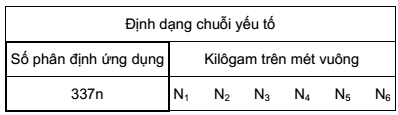 Định dạng chuỗi yếu tố
Số phân định ứng dụng Kilôgam trên mét vuông
337n N₁ N₂ N₃ N₄ N₅ N₆